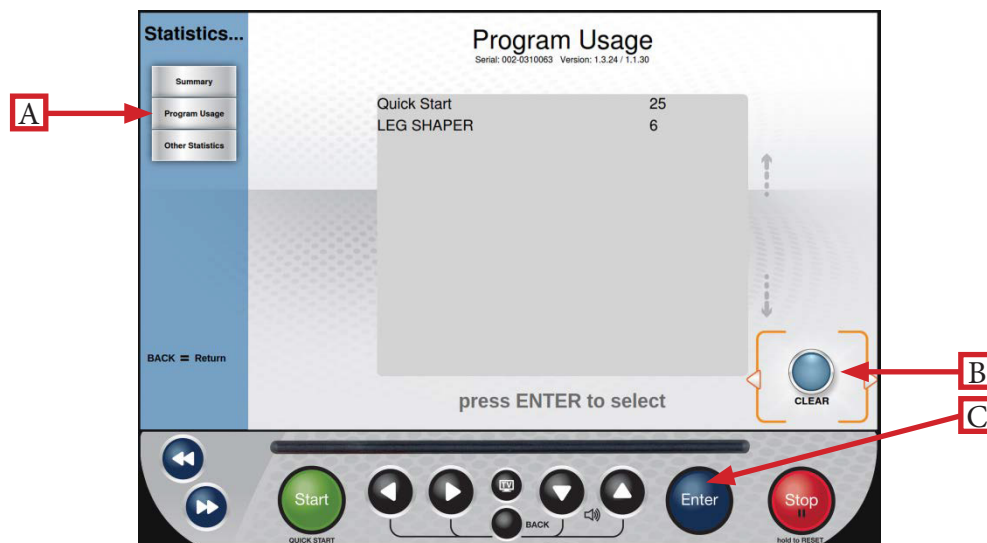 Statistics...
Summary
Program Usage
Other Statistics
BACK = Return
Program Usage
Serial: 002-0310063 Version: 1.3.24 / 1.1.30
Quick Start 25
LEG SHAPER 6
press ENTER to select
CLEAR
A
B
C
Start
QUICK START
TV
BACK
Enter
Stop
hold to RESET